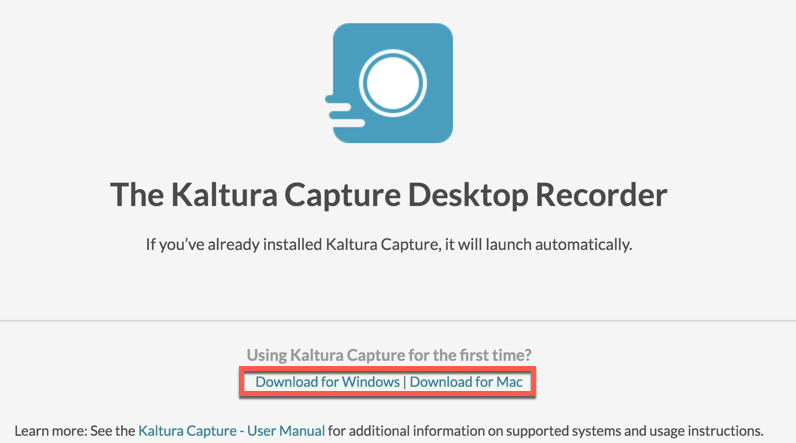 The Kaltura Capture Desktop Recorder
If you’ve already installed Kaltura Capture, it will launch automatically.
Using Kaltura Capture for the first time?
Download for Windows | Download for Mac
Learn more: See the Kaltura Capture - User Manual for additional information on supported systems and usage instructions.